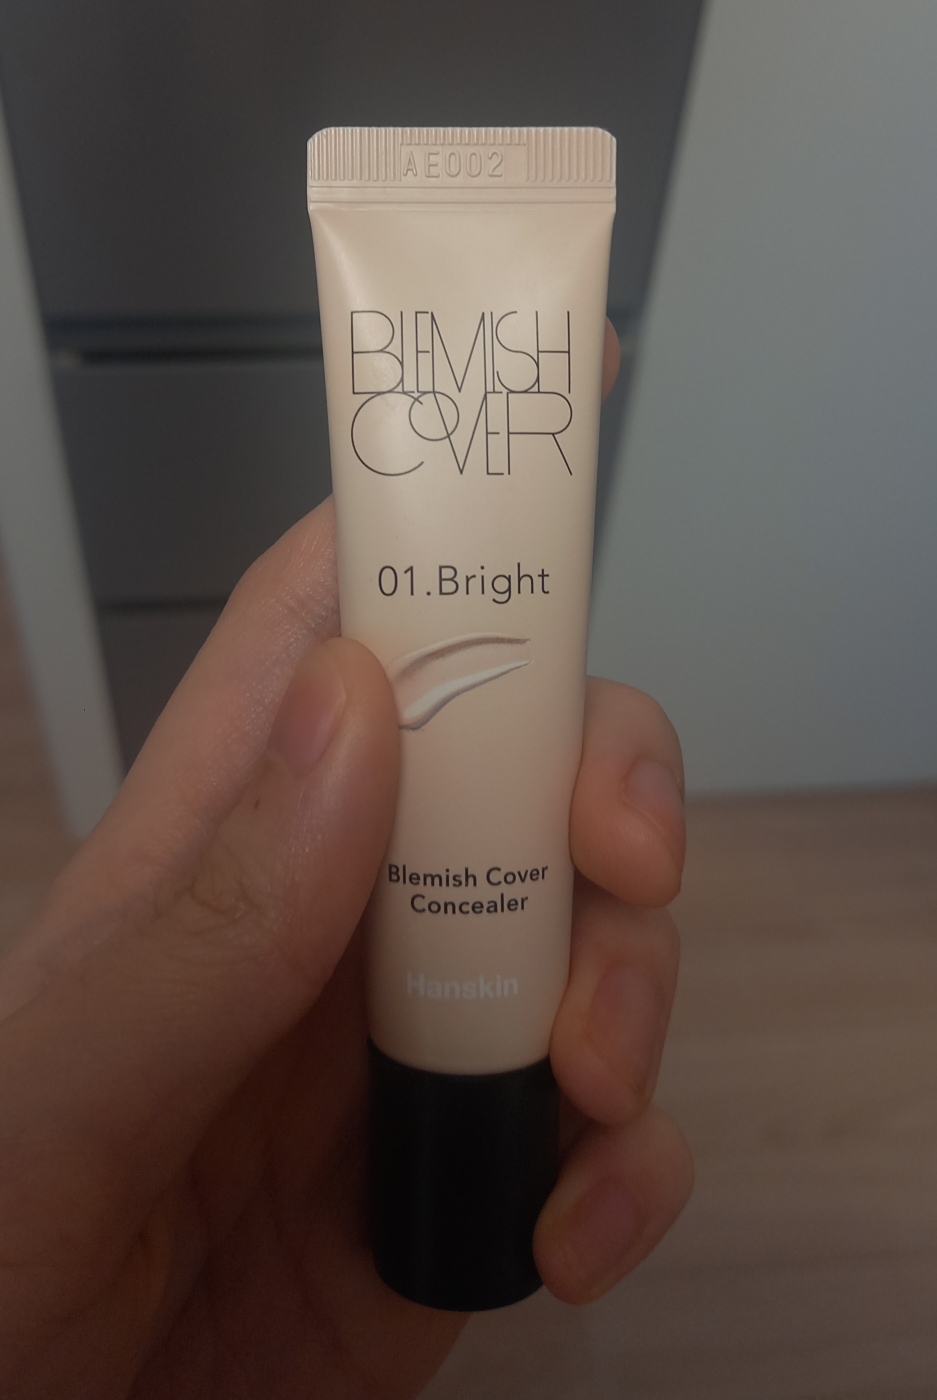 AE002
BLEMISH
COVER
01.Bright
Blemish Cover
Concealer
Hanskin